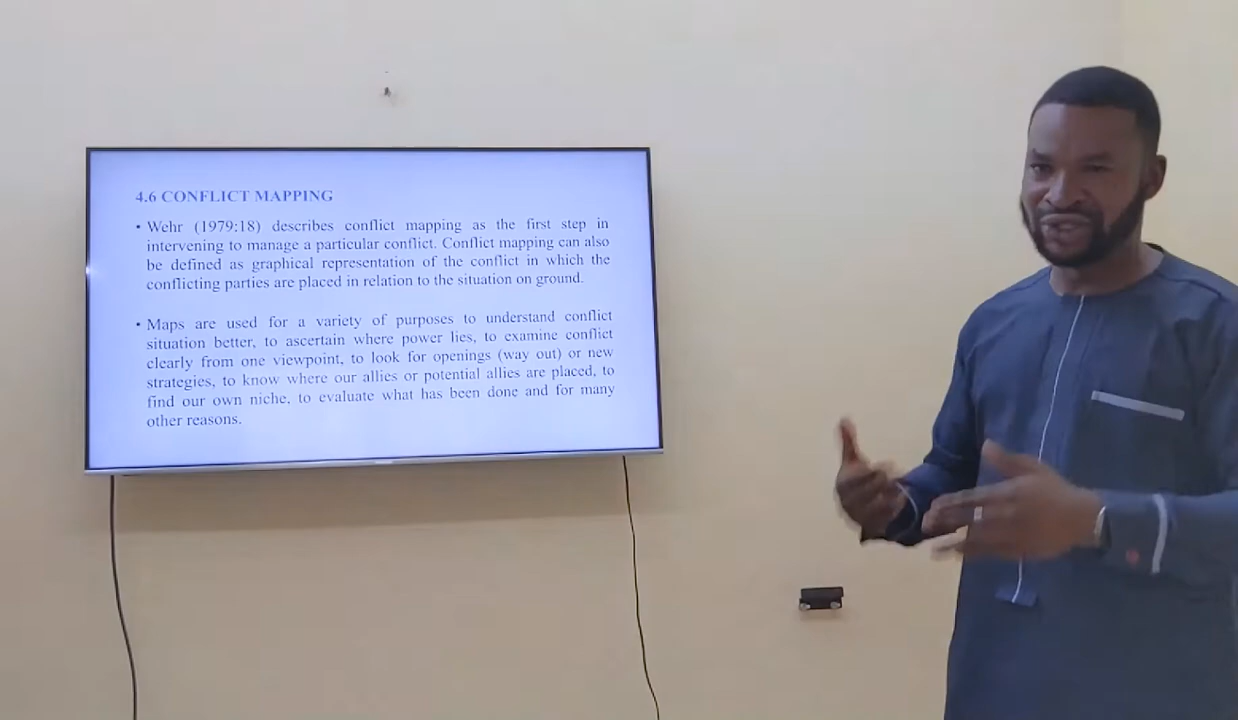 4.6 CONFLICT MAPPING
• Wehr (1979:18) describes conflict mapping as the first step in
intervening to manage a particular conflict. Conflict mapping can also
be defined as graphical representation of the conflict in which the
conflicting parties are placed in relation to the situation on ground.
• Maps are used for a variety of purposes to understand conflict
situation better, to ascertain where power lies, to examine conflict
clearly from one viewpoint, to look for openings (way out) or new
strategies, to know where our allies or potential allies are placed, to
find our own niche, to evaluate what has been done and for many
other reasons.